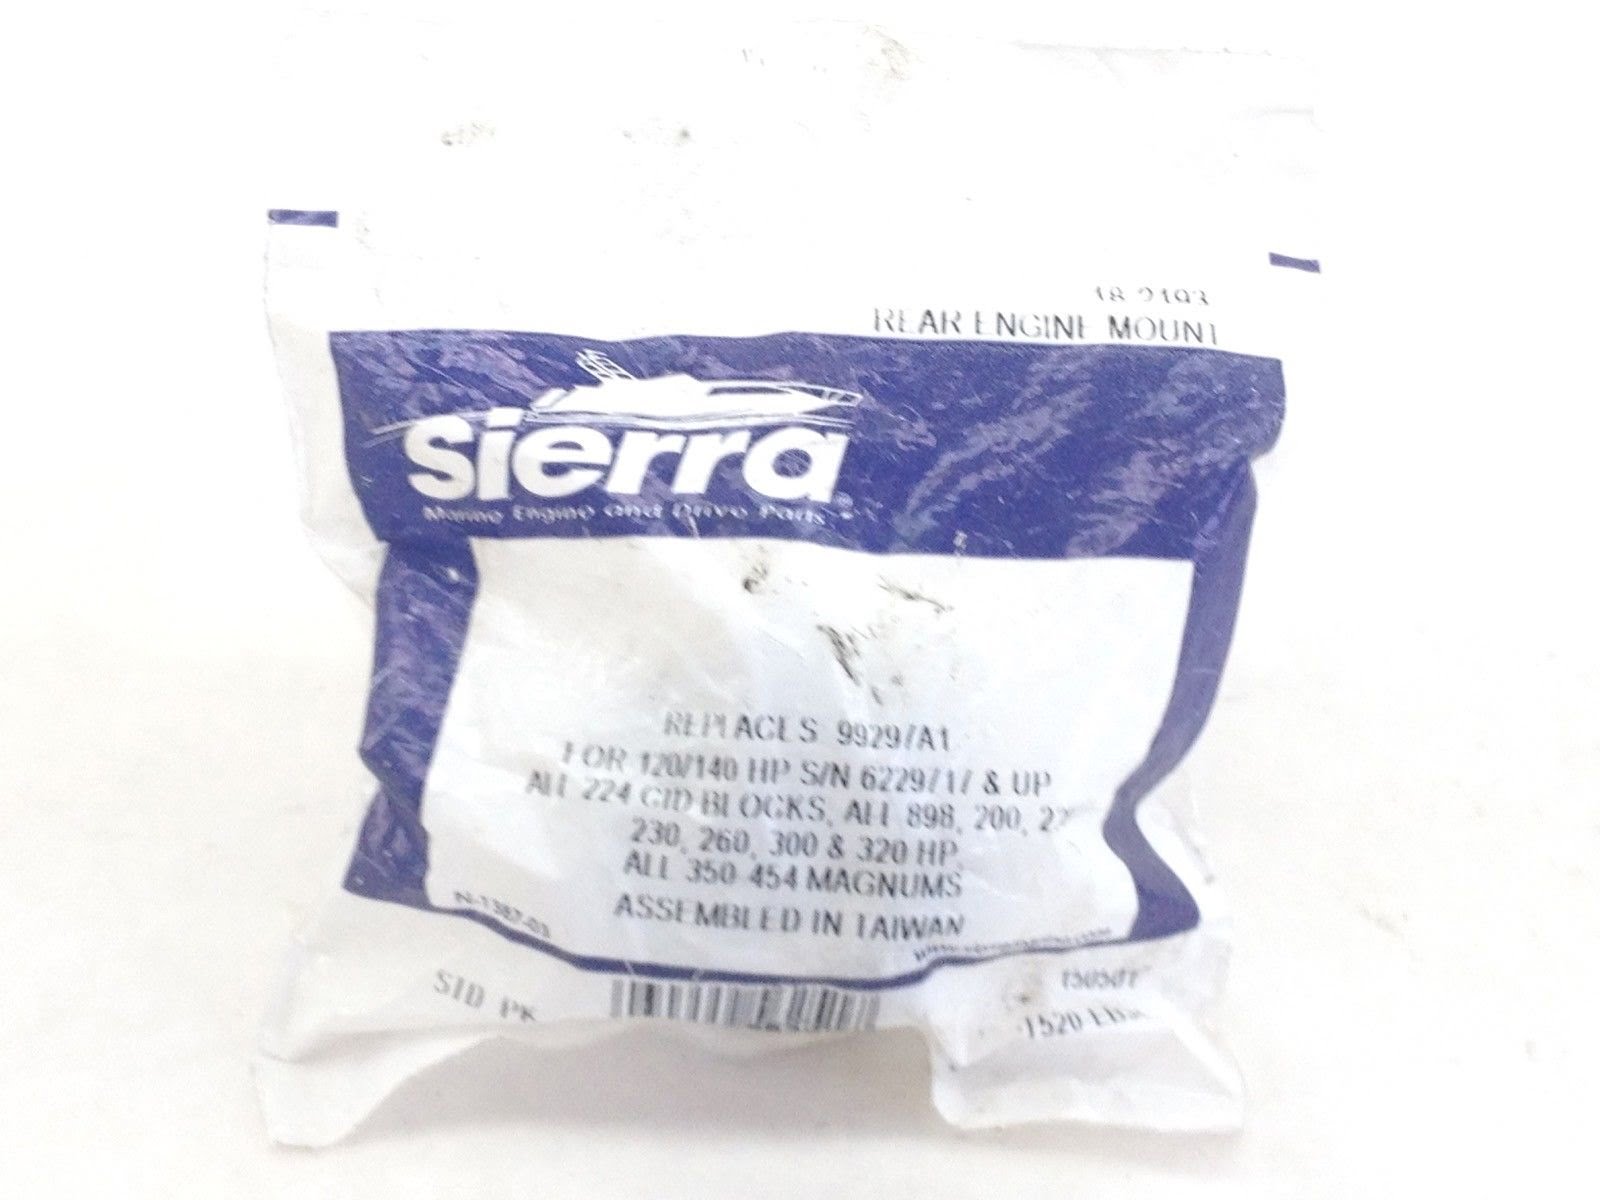 18-2193
REAR ENGINE MOUNT
sierra
Marine Engine and Drive Parts
REPLACES 99297A1
FOR 120/140 HP S/N 6229717 & UP
ALL 224 CID BLOCKS, ALL 898, 200,
230, 260, 300 & 320 HP,
ALL 350-454 MAGNUMS
ASSEMBLED IN TAIWAN
N-1387-03
STD PK